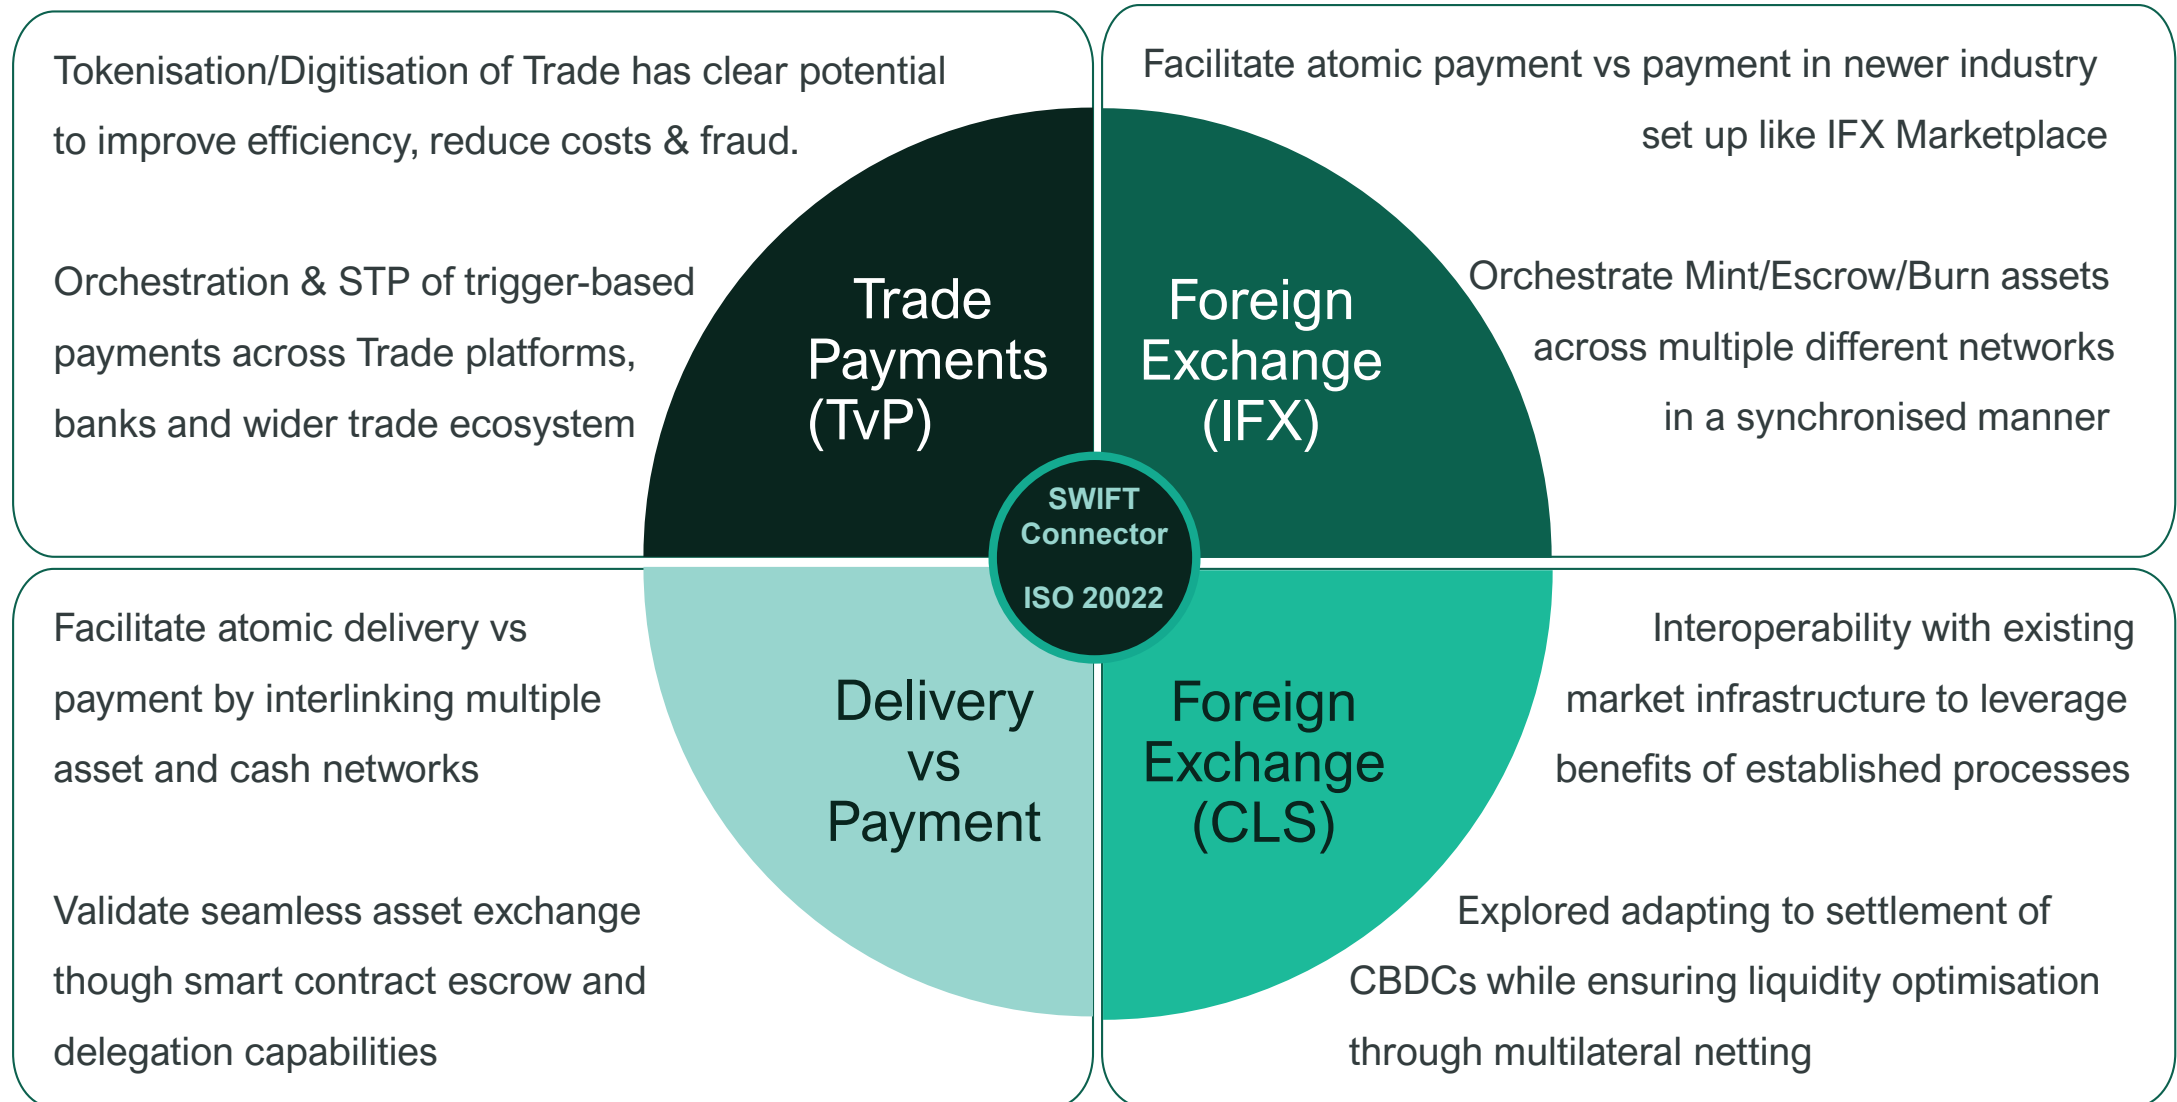 Tokenisation/Digitisation of Trade has clear potential
to improve efficiency, reduce costs & fraud.
Orchestration & STP of trigger-based
payments across Trade platforms,
banks and wider trade ecosystem
Trade
Payments
(TvP)
Facilitate atomic payment vs payment in newer industry
set up like IFX Marketplace
Orchestrate Mint/Escrow/Burn assets
across multiple different networks
in a synchronised manner
Foreign
Exchange
(IFX)
SWIFT
Connector
ISO 20022
Facilitate atomic delivery vs
payment by interlinking multiple
asset and cash networks
Validate seamless asset exchange
though smart contract escrow and
delegation capabilities
Delivery
vs
Payment
Foreign
Exchange
(CLS)
Interoperability with existing
market infrastructure to leverage
benefits of established processes
Explored adapting to settlement of
CBDCs while ensuring liquidity optimisation
through multilateral netting